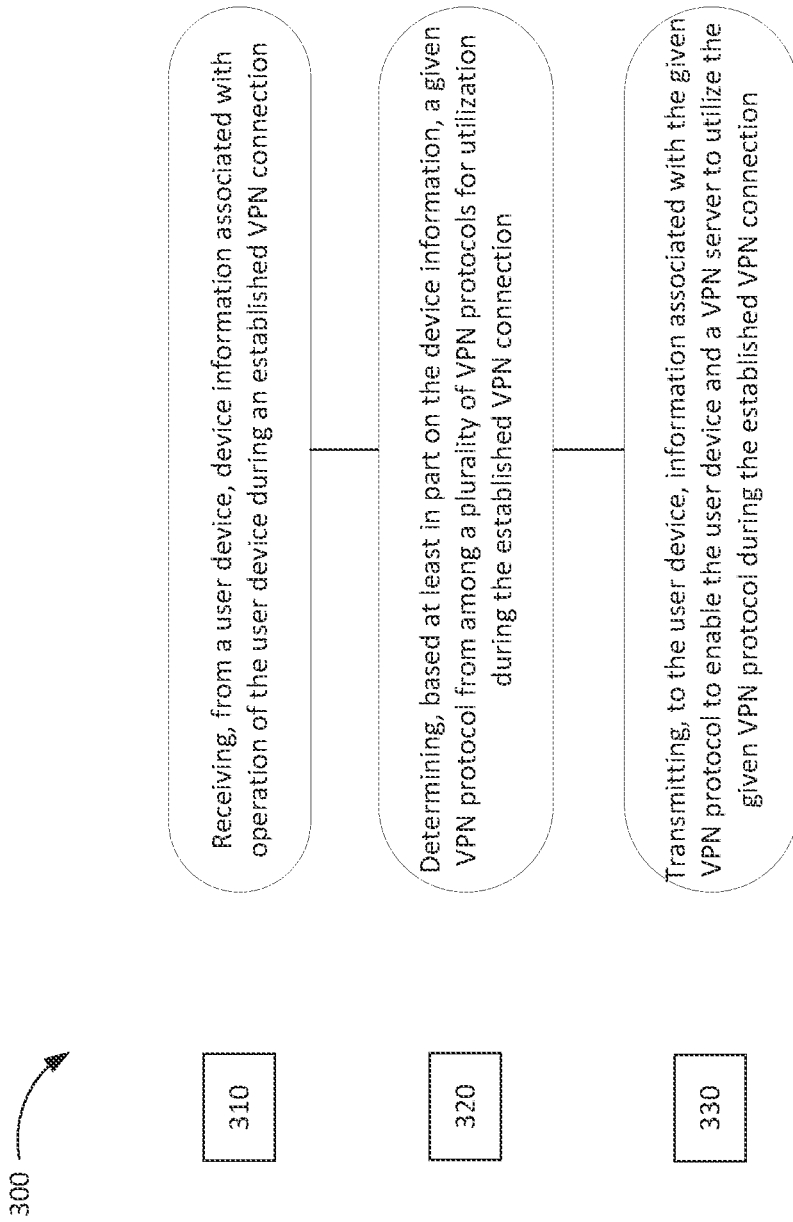 300
310
Receiving, from a user device, device information associated with
operation of the user device during an established VPN connection
320
Determining, based at least in part on the device information, a given
VPN protocol from among a plurality of VPN protocols for utilization
during the established VPN connection
330
Transmitting, to the user device, information associated with the given
VPN protocol to enable the user device and a VPN server to utilize the
given VPN protocol during the established VPN connection